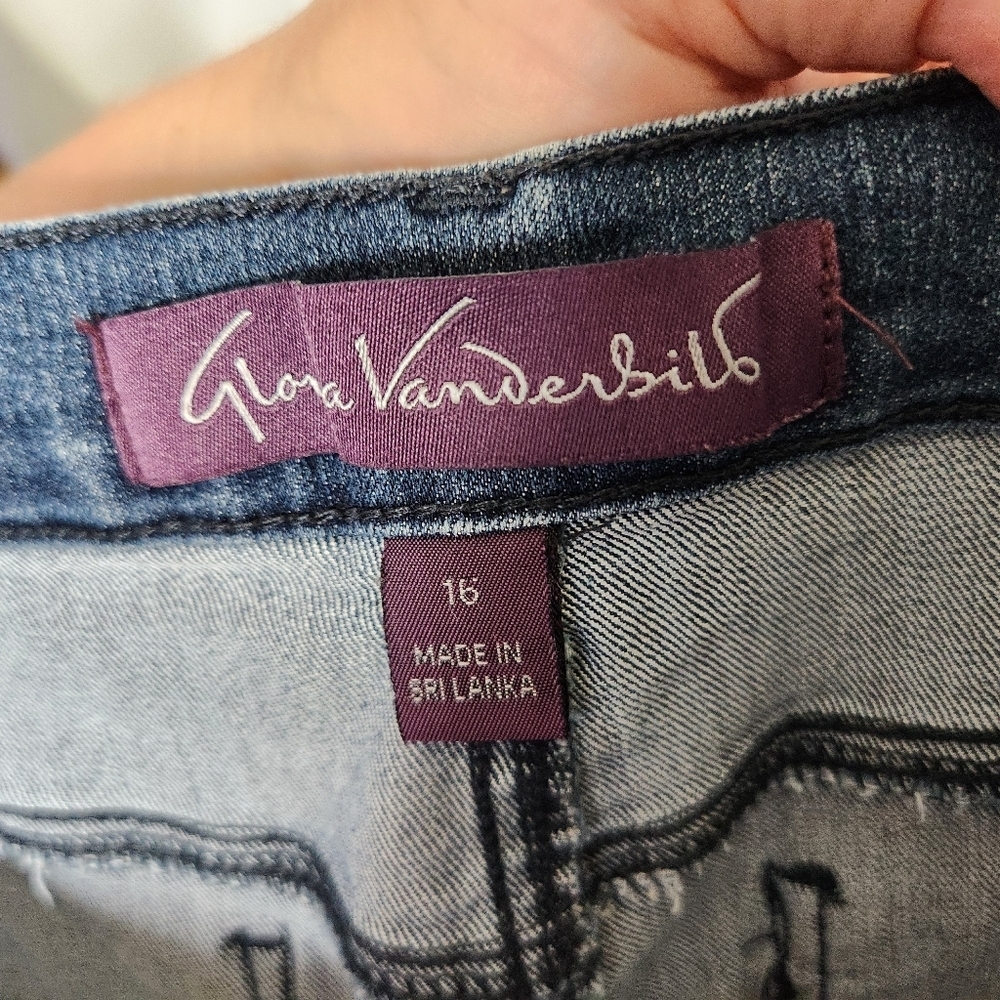 Gloria Vanderbilt
16
MADE IN
SRI LANKA